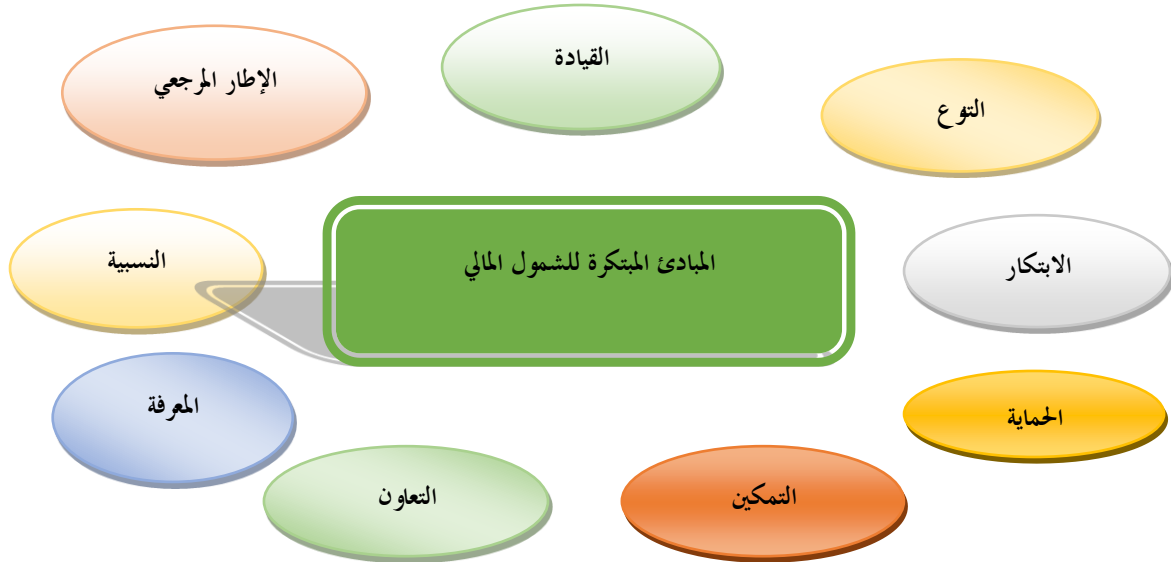 القيادة
الإطار المرجعي
التوع
المبادئ المبتكرة للشمول المالي
الابتكار
النسبية
الحماية
المعرفة
التمكين
التعاون